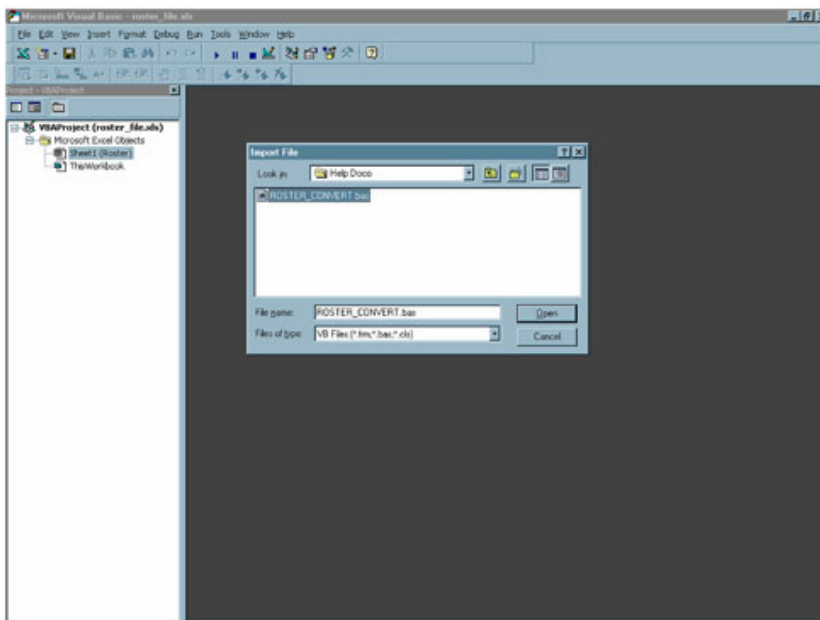 Microsoft Visual Basic - roster_file.xls
File Edit View Insert Format Debug Run Tools Window Help
Project - VBAProject
VBAProject (roster_file.xls)
Microsoft Excel Objects
Sheet1 (Roster)
ThisWorkbook
Import File
Look in: Help Doco
ROSTER_CONVERT.bas
File name: ROSTER_CONVERT.bas Open
Files of type: VB Files (*.frm;*.bas;*.cls) Cancel